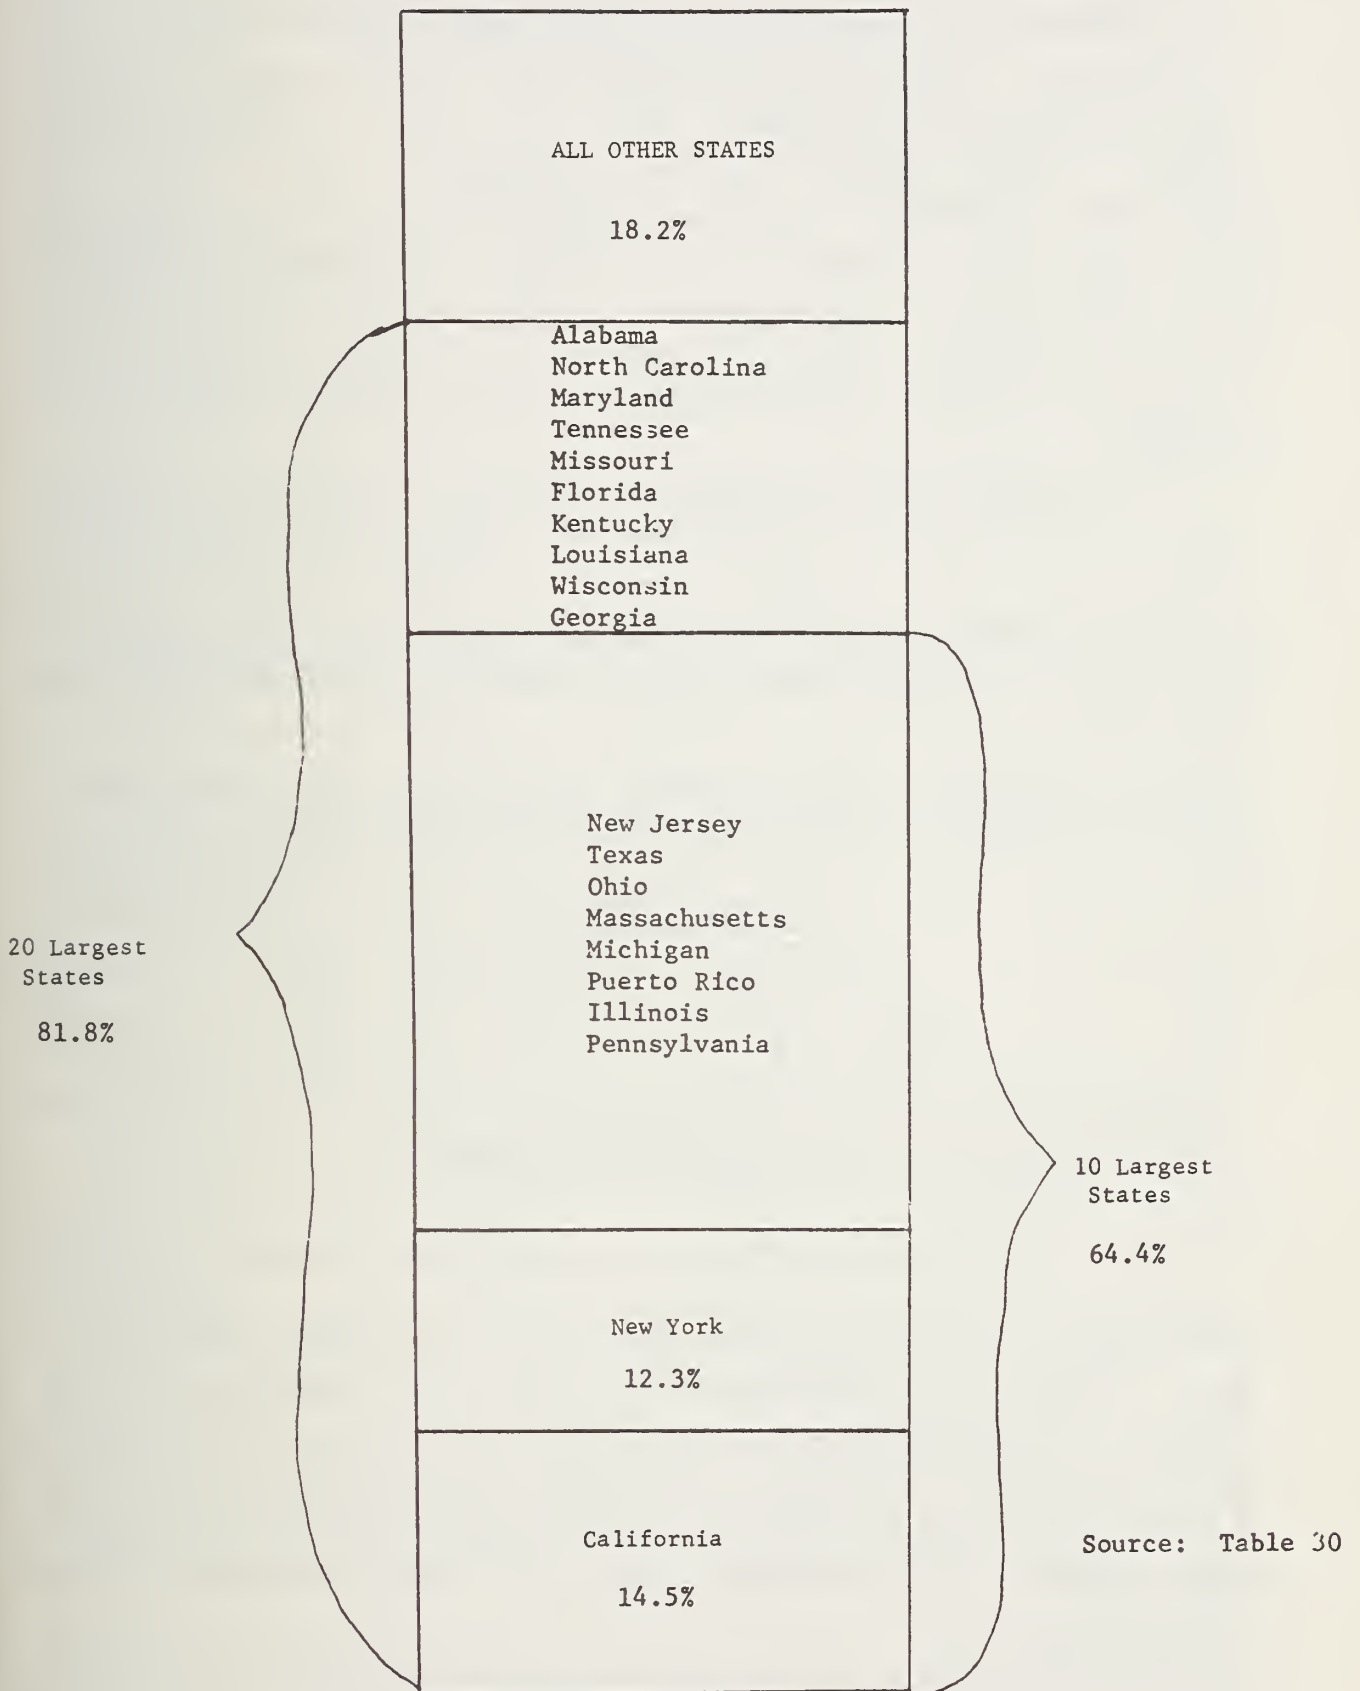 ALL OTHER STATES
18.2%
Alabama
North Carolina
Maryland
Tennessee
Missouri
Florida
Kentucky
Louisiana
Wisconsin
Georgia
New Jersey
Texas
Ohio
Massachusetts
Michigan
Puerto Rico
Illinois
Pennsylvania
20 Largest
States
81.8%
10 Largest
States
64.4%
New York
12.3%
California
14.5%
Source: Table 30